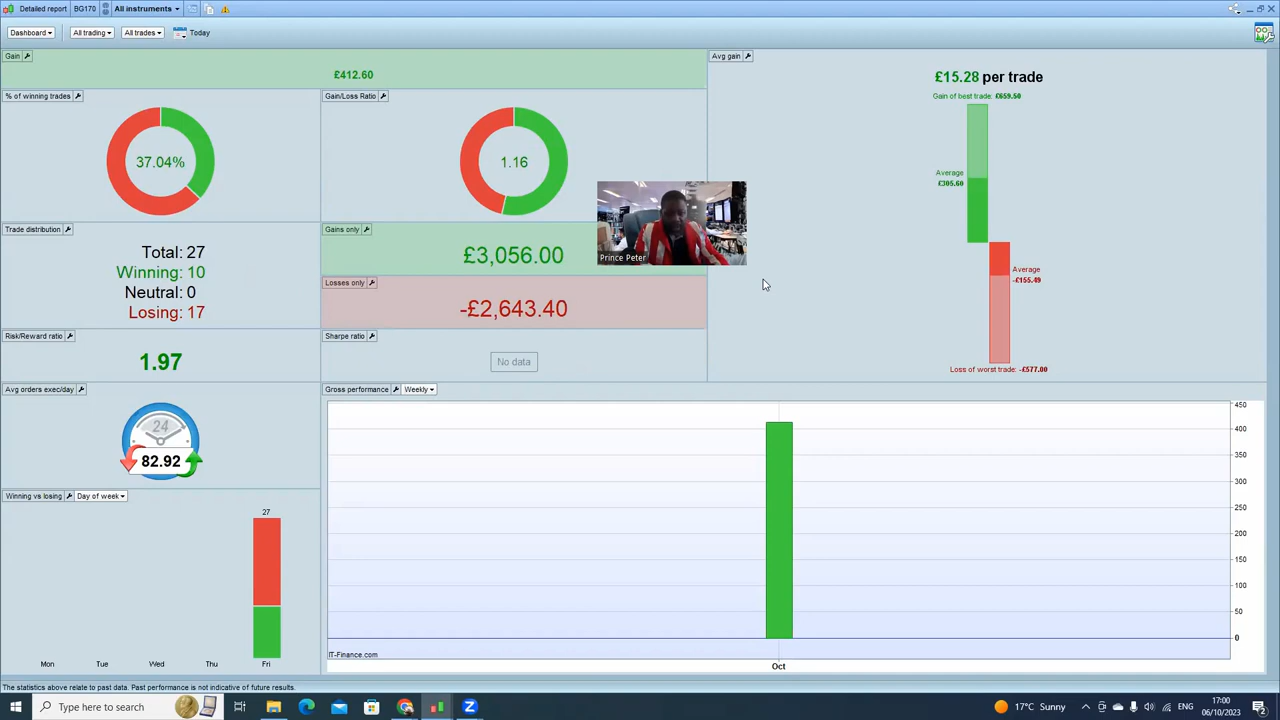 Detailed report BG170 All instruments
Dashboard All trading All trades Today
Gain
£412.60
% of winning trades
37.04%
Gain/Loss Ratio
1.16
Avg gain
£15.28 per trade
Gain of best trade: £659.50
Average
£305.60
Average
-£155.49
Loss of worst trade: -£577.00
Trade distribution
Total: 27
Winning: 10
Neutral: 0
Losing: 17
Gains only
£3,056.00
Losses only
-£2,643.40
Prince Peter
Risk/Reward ratio
1.97
Sharpe ratio
No data
Avg orders exec/day
24
82.92
Gross performance Weekly
450
400
350
300
250
200
150
100
50
0
IT-Finance.com
Oct
Winning vs losing Day of week
27
Mon Tue Wed Thu Fri
The statistics above relate to past data. Past performance is not indicative of future results.
Type here to search
17°C Sunny
ENG
17:00
06/10/2023
2